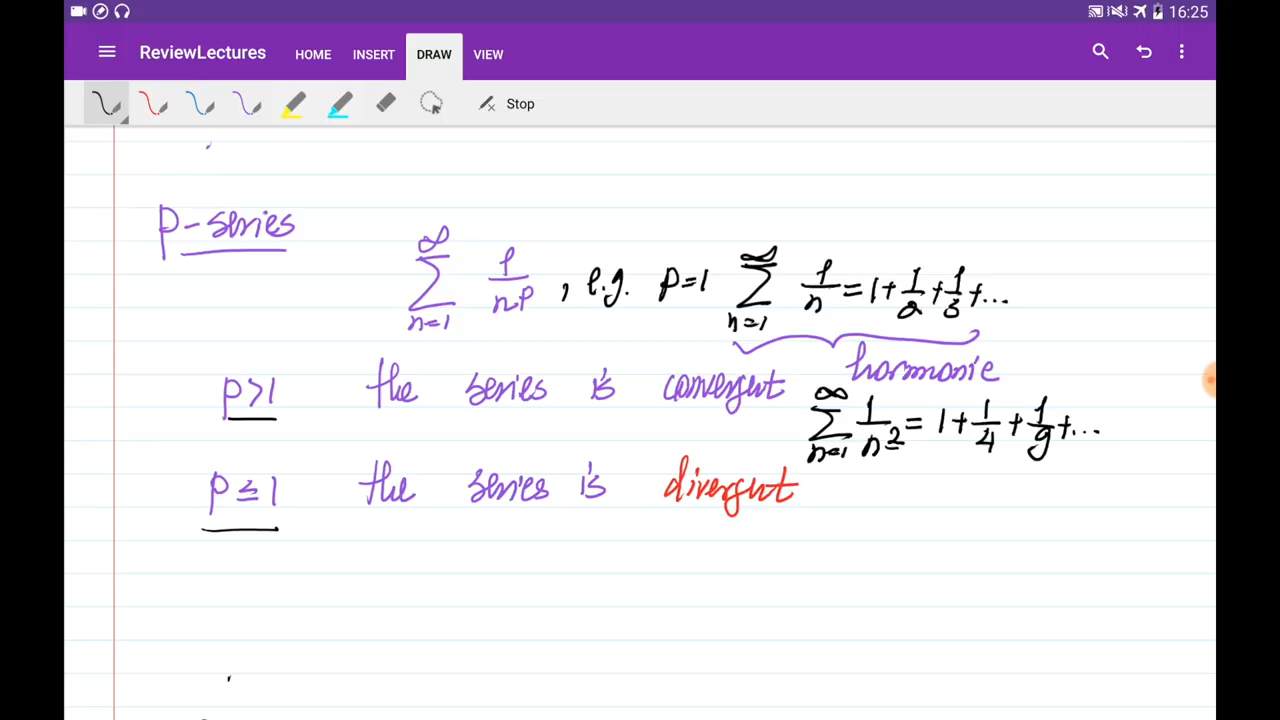 16:25
ReviewLectures HOME INSERT DRAW VIEW
Stop
P-series
∞∑n=1 1/n^p , e.g. p=1 ∞∑n=1 1/n = 1+1/2+1/3+...
harmonic
p>1 the series is convergent
∞∑n=1 1/n^2 = 1+1/4+1/9+...
p≤1 the series is divergent